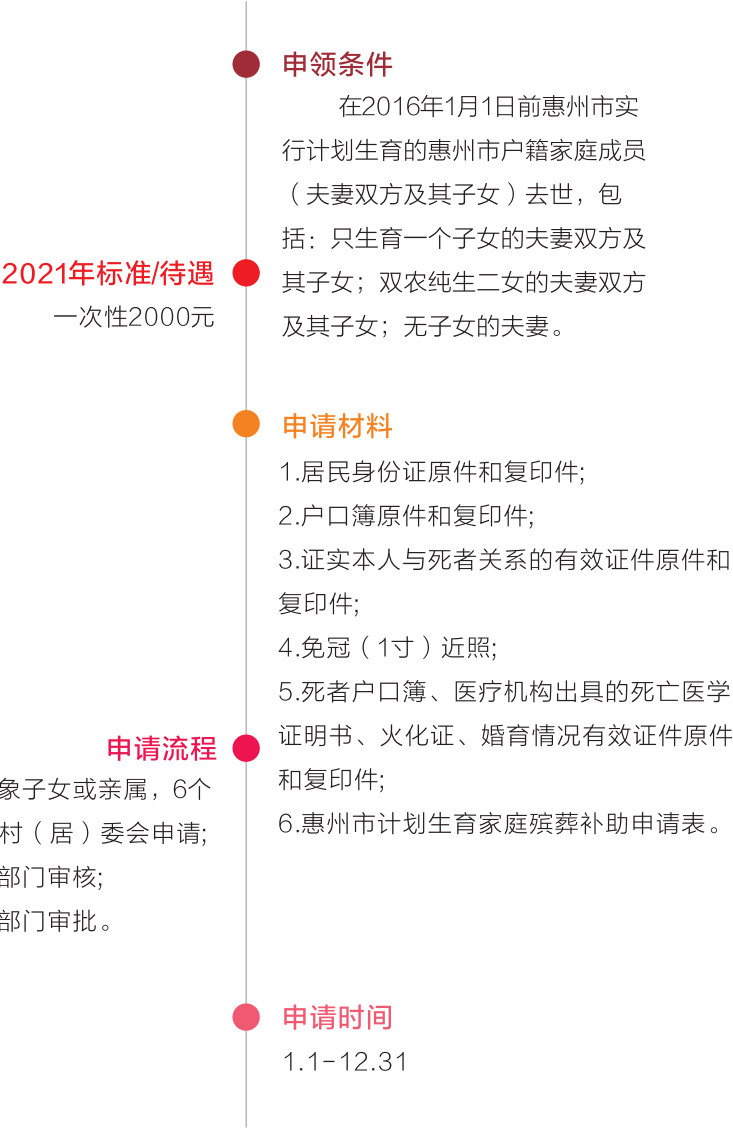 申领条件
在2016年1月1日前惠州市实
行计划生育的惠州市户籍家庭成员
（夫妻双方及其子女）去世，包
括：只生育一个子女的夫妻双方及
其子女；双农纯生二女的夫妻双方
及其子女；无子女的夫妻。
2021年标准/待遇
一次性2000元
申请材料
1.居民身份证原件和复印件;
2.户口簿原件和复印件;
3.证实本人与死者关系的有效证件原件和
复印件;
4.免冠（1寸）近照;
5.死者户口簿、医疗机构出具的死亡医学
证明书、火化证、婚育情况有效证件原件
和复印件;
6.惠州市计划生育家庭殡葬补助申请表。
申请流程
象子女或亲属，6个
村（居）委会申请;
部门审核;
部门审批。
申请时间
1.1-12.31